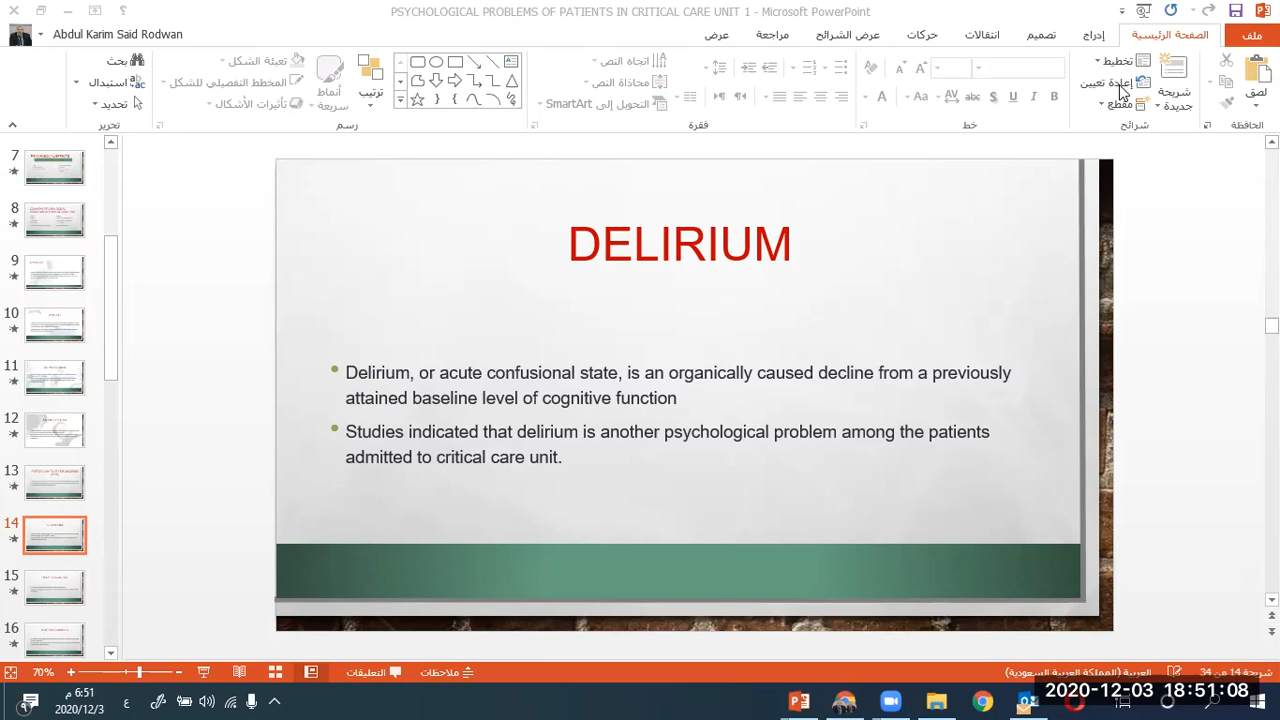 PSYCHOLOGICAL PROBLEMS OF PATIENTS IN CRITICAL CARE UNIT 1 - Microsoft PowerPoint
Abdul Karim Said Rodwan
ملف
الصفحة الرئيسية
إدراج
تصميم
انتقالات
حركات
عرض الشرائح
مراجعة
عرض
لصق
الحافظة
شريحة
جديدة
تخطيط
إعادة تعيين
مقطع
شرائح
خط
B I U S abc AV Aa A
فقرة
اتجاه النص
محاذاة النص
التحويل إلى SmartArt
ترتيب
أنماط
سريعة
تعبئة الشكل
المخطط التفصيلي للشكل
تأثيرات الأشكال
رسم
بحث
استبدال
تحديد
تحرير
7
8
9
10
11
12
13
14
15
16
DELIRIUM
Delirium, or acute confusional state, is an organically caused decline from a previously
attained baseline level of cognitive function
Studies indicated that delirium is another psychological problem among the patients
admitted to critical care unit.
شريحة 14 من 34
العربية (المملكة العربية السعودية)
ملاحظات
التعليقات
70%
6:51 م
2020/12/3
ع
2020-12-03 18:51:08